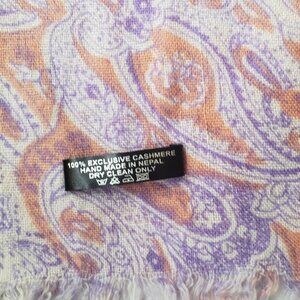 100% EXCLUSIVE CASHMERE
HAND MADE IN NEPAL
DRY CLEAN ONLY